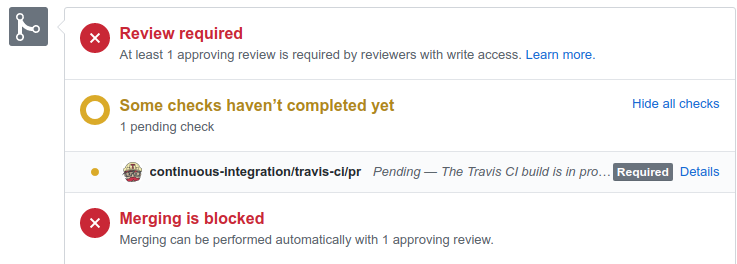 Review required
At least 1 approving review is required by reviewers with write access. Learn more.
Some checks haven’t completed yet
Hide all checks
1 pending check
continuous-integration/travis-ci/pr Pending — The Travis CI build is in pro… Required Details
Merging is blocked
Merging can be performed automatically with 1 approving review.